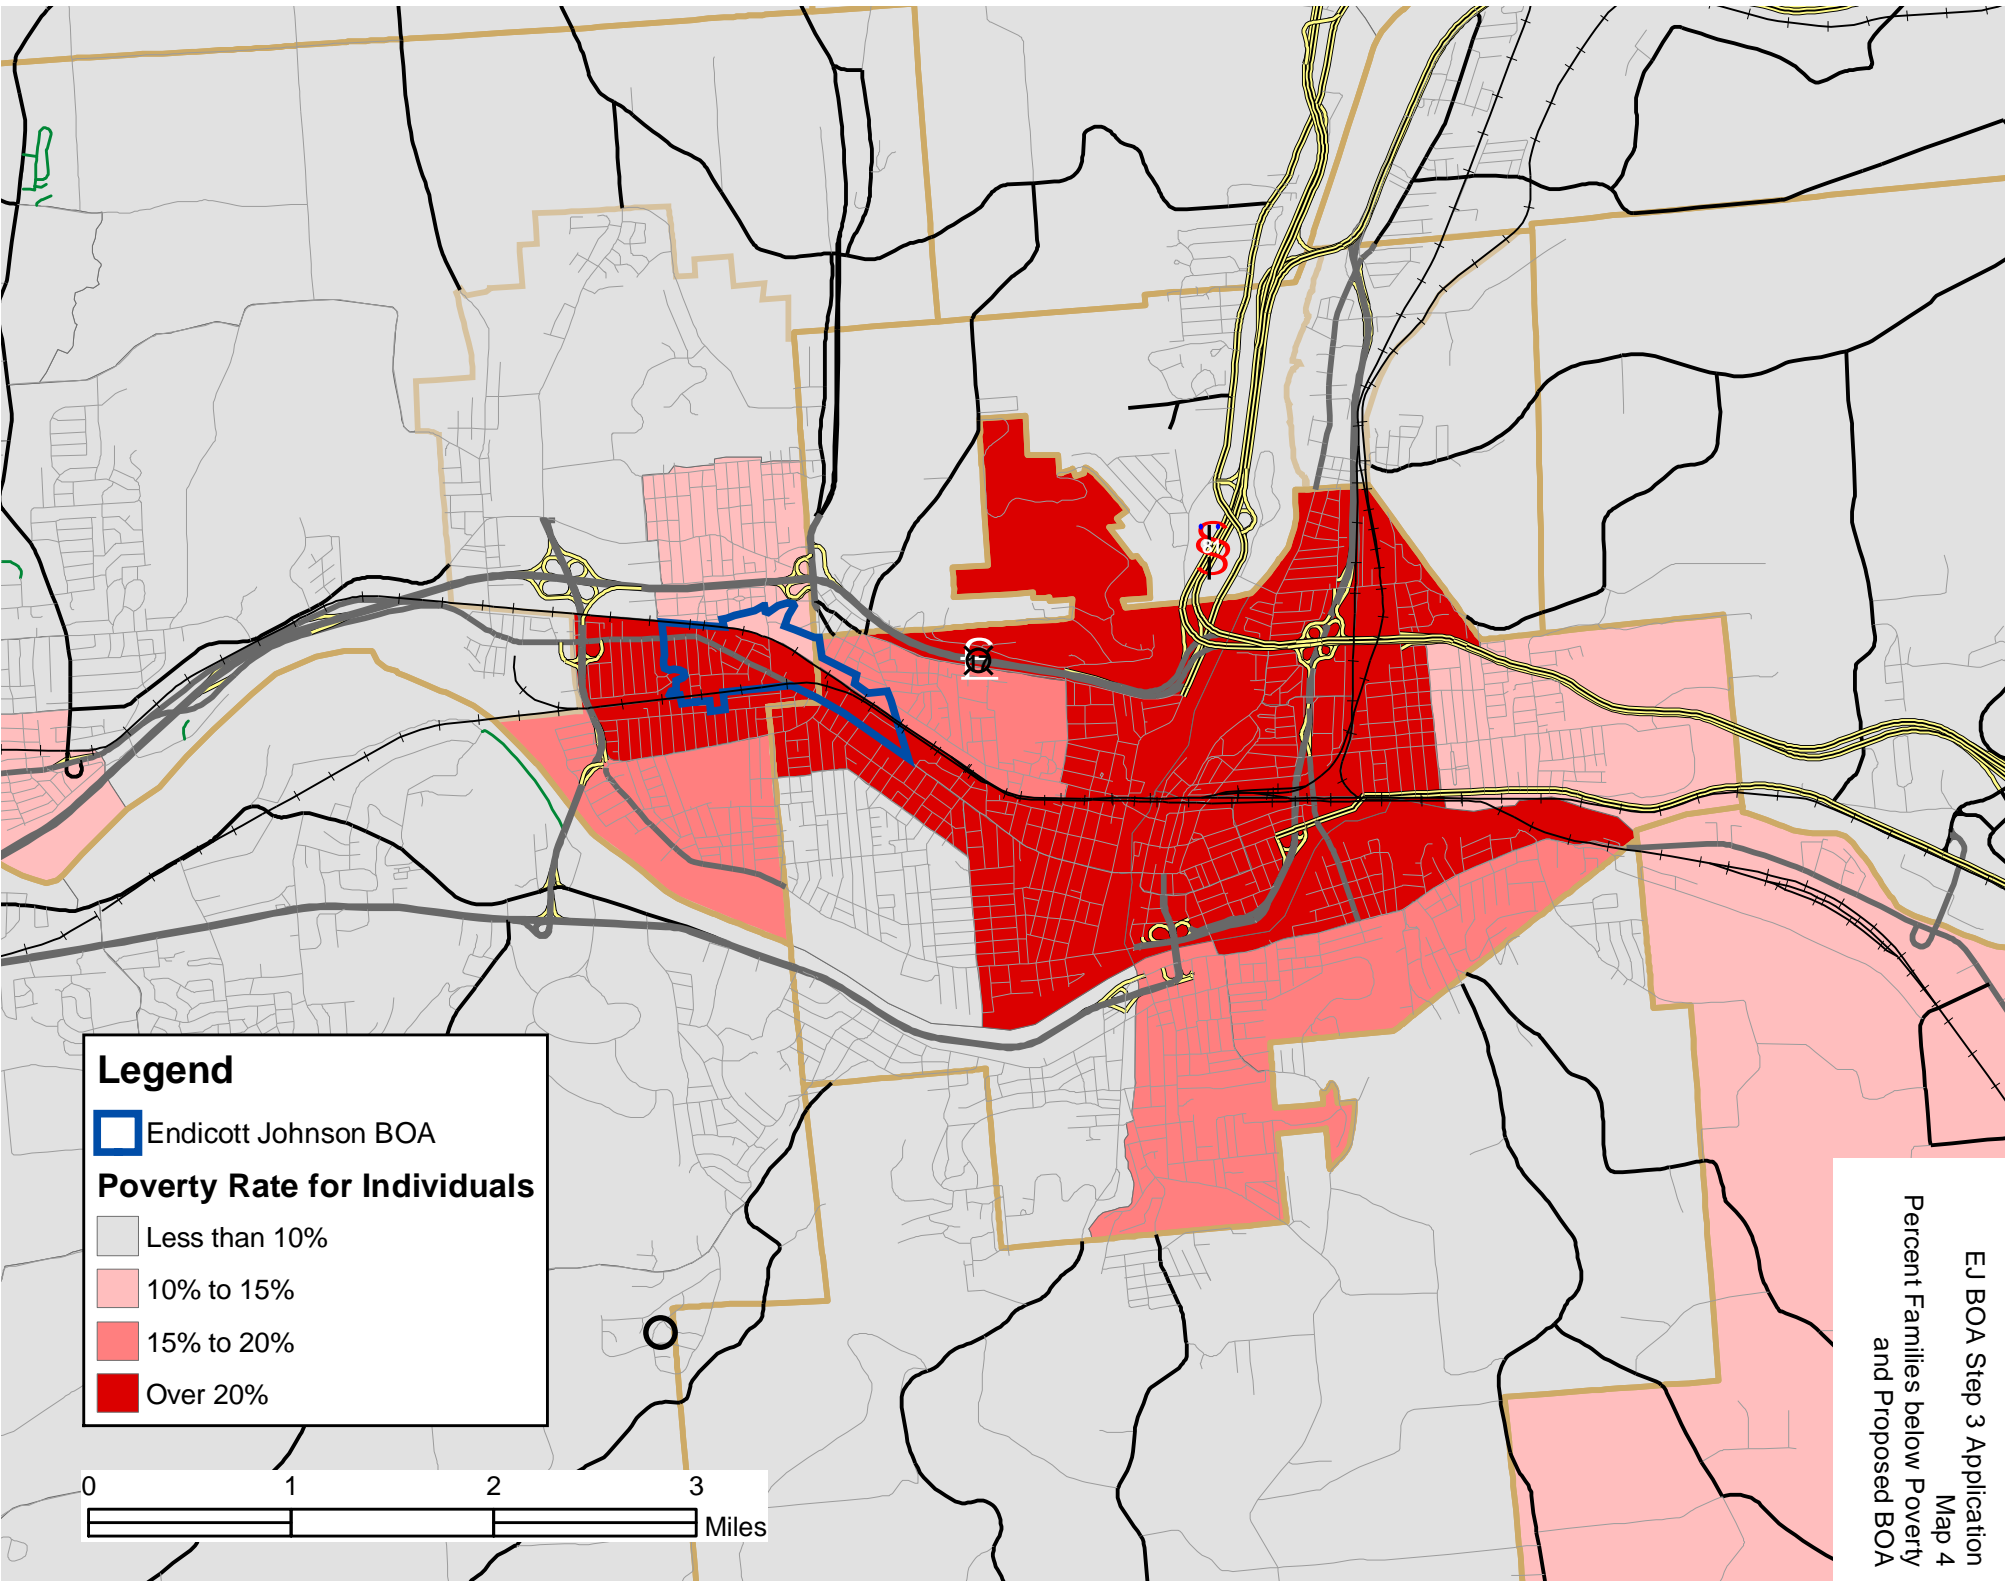 Legend
Endicott Johnson BOA
Poverty Rate for Individuals
Less than 10%
10% to 15%
15% to 20%
Over 20%
0 1 2 3
Miles
EJ BOA Step 3 Application
Map 4
Percent Families below Poverty
and Proposed BOA